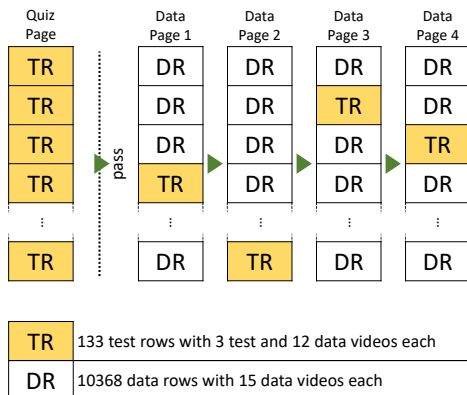 Quiz Page
Data Page 1
Data Page 2
Data Page 3
Data Page 4
TR DR DR DR DR
TR DR DR TR DR
TR DR DR DR TR
TR TR DR DR DR
pass
... ... ... ... ...
TR DR TR DR DR
TR 133 test rows with 3 test and 12 data videos each
DR 10368 data rows with 15 data videos each